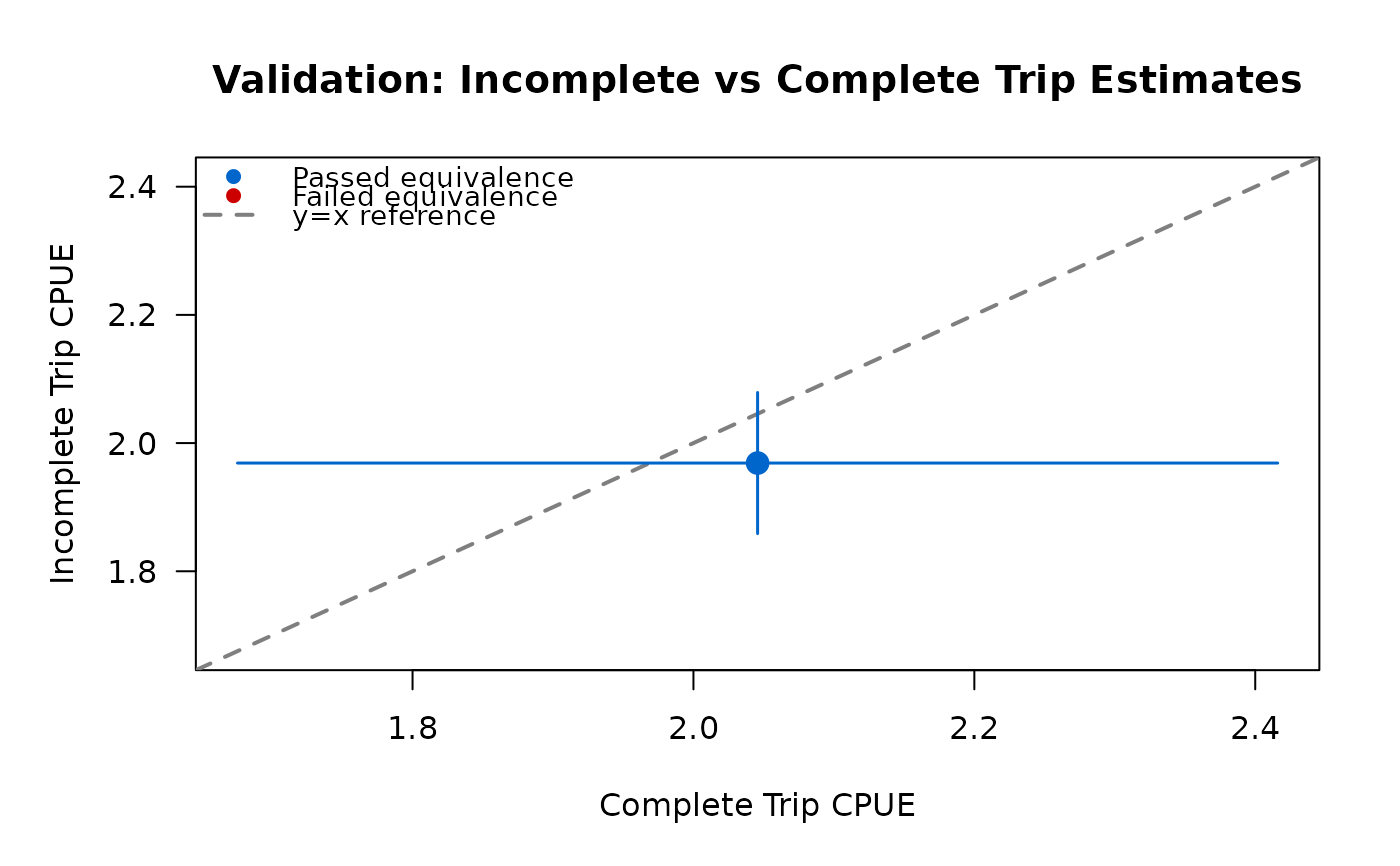 Validation: Incomplete vs Complete Trip Estimates
Passed equivalence
Failed equivalence
y=x reference
2.4
2.2
2.0
1.8
Incomplete Trip CPUE
1.8 2.0 2.2 2.4
Complete Trip CPUE